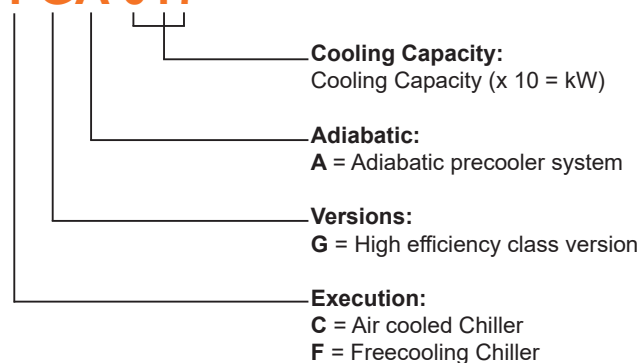 Cooling Capacity:
Cooling Capacity (x 10 = kW)
Adiabatic:
A = Adiabatic precooler system
Versions:
G = High efficiency class version
Execution:
C = Air cooled Chiller
F = Freecooling Chiller